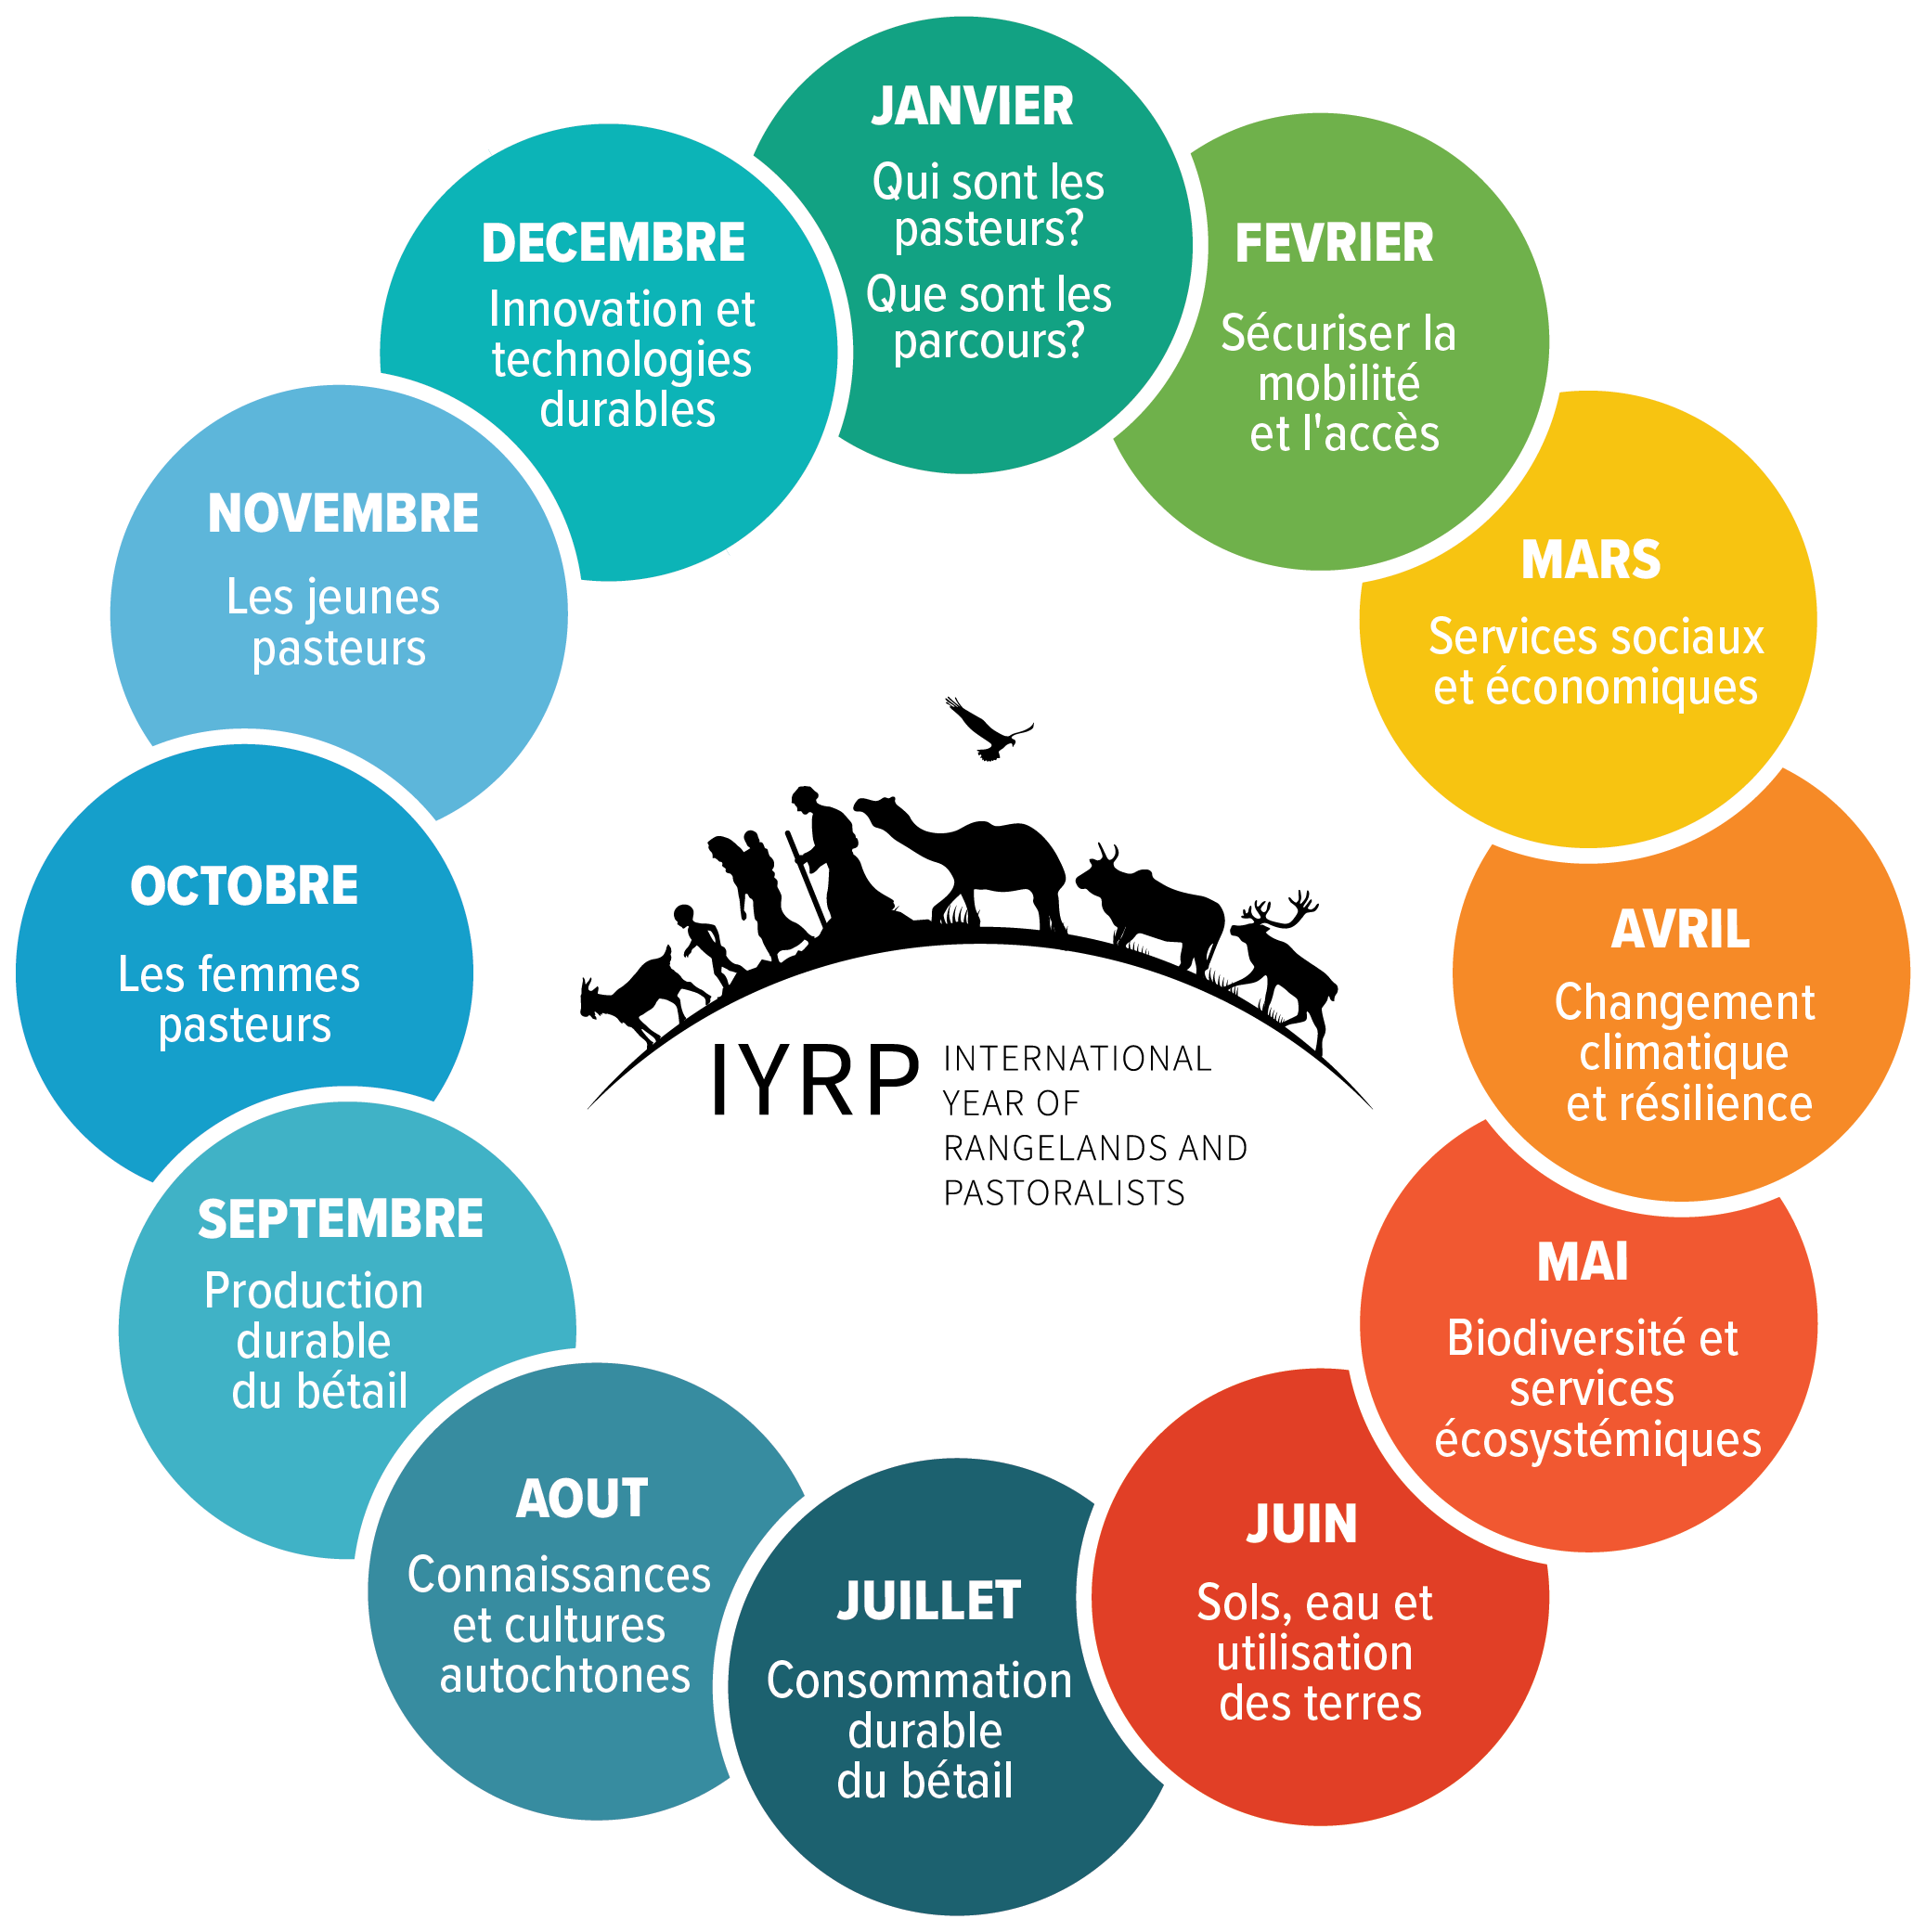 JANVIER
Qui sont les
pasteurs?
Que sont les
parcours?
FEVRIER
Sécuriser la
mobilité
et l'accès
MARS
Services sociaux
et économiques
AVRIL
Changement
climatique
et résilience
MAI
Biodiversité et
services
écosystémiques
JUIN
Sols, eau et
utilisation
des terres
JUILLET
Consommation
durable
du bétail
AOUT
Connaissances
et cultures
autochtones
SEPTEMBRE
Production
durable
du bétail
OCTOBRE
Les femmes
pasteurs
NOVEMBRE
Les jeunes
pasteurs
DECEMBRE
Innovation et
technologies
durables
IYRP
INTERNATIONAL
YEAR OF
RANGELANDS AND
PASTORALISTS